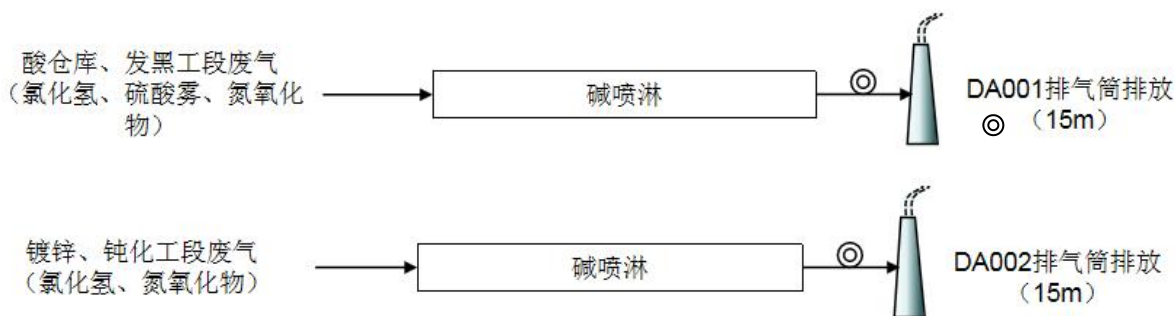 酸仓库、发黑工段废气
（氯化氢、硫酸雾、氮氧化
物）
碱喷淋
◎
DA001排气筒排放
◎ （15m）
镀锌、钝化工段废气
（氯化氢、氮氧化物）
碱喷淋
◎
DA002排气筒排放
（15m）